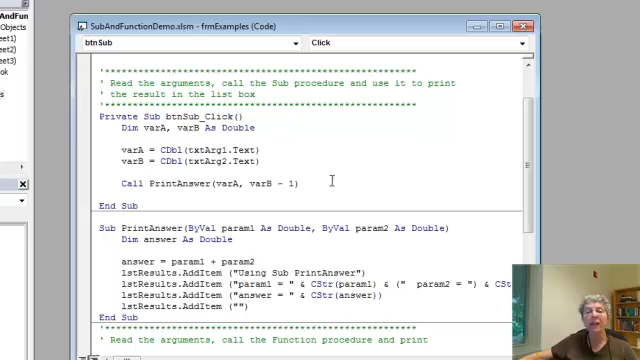 AndFun
Objects
eet1)
eet2)
eet3)
ook
s
SubAndFunctionDemo.xlsm - frmExamples (Code)
btnSub Click
'********************************************************
' Read the arguments, call the Sub procedure and use it to print
' the result in the list box
'********************************************************
Private Sub btnSub_Click()
Dim varA, varB As Double
varA = CDbl(txtArg1.Text)
varB = CDbl(txtArg2.Text)
Call PrintAnswer(varA, varB - 1)
End Sub
Sub PrintAnswer(ByVal param1 As Double, ByVal param2 As Double)
Dim answer As Double
answer = param1 + param2
lstResults.AddItem ("Using Sub PrintAnswer")
lstResults.AddItem ("param1 = " & CStr(param1) & (" param2 = ") & CSt
lstResults.AddItem ("answer = " & CStr(answer))
lstResults.AddItem ("")
End Sub
'********************************************************
' Read the arguments, call the Function procedure and print